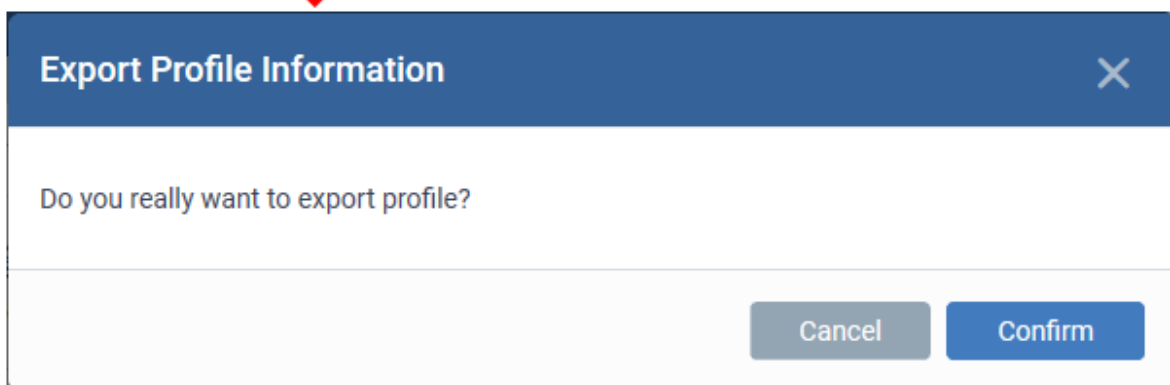 Export Profile Information
Do you really want to export profile?
Cancel Confirm